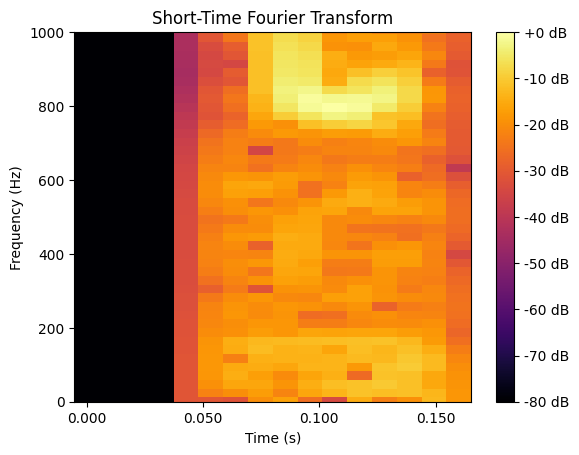 Short-Time Fourier Transform
1000
800
600
400
200
0
Frequency (Hz)
0.000
0.050
0.100
0.150
Time (s)
+0 dB
-10 dB
-20 dB
-30 dB
-40 dB
-50 dB
-60 dB
-70 dB
-80 dB